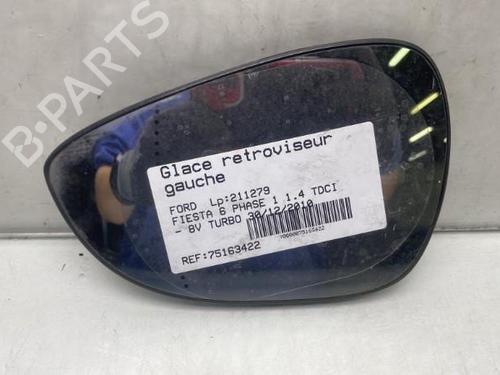 B-PARTS
Glace retroviseur
gauche
FORD Lp:211279
FIESTA 6 PHASE 1 1.4 TDCI
- 8V TURBO 30/12/2010
REF:75163422